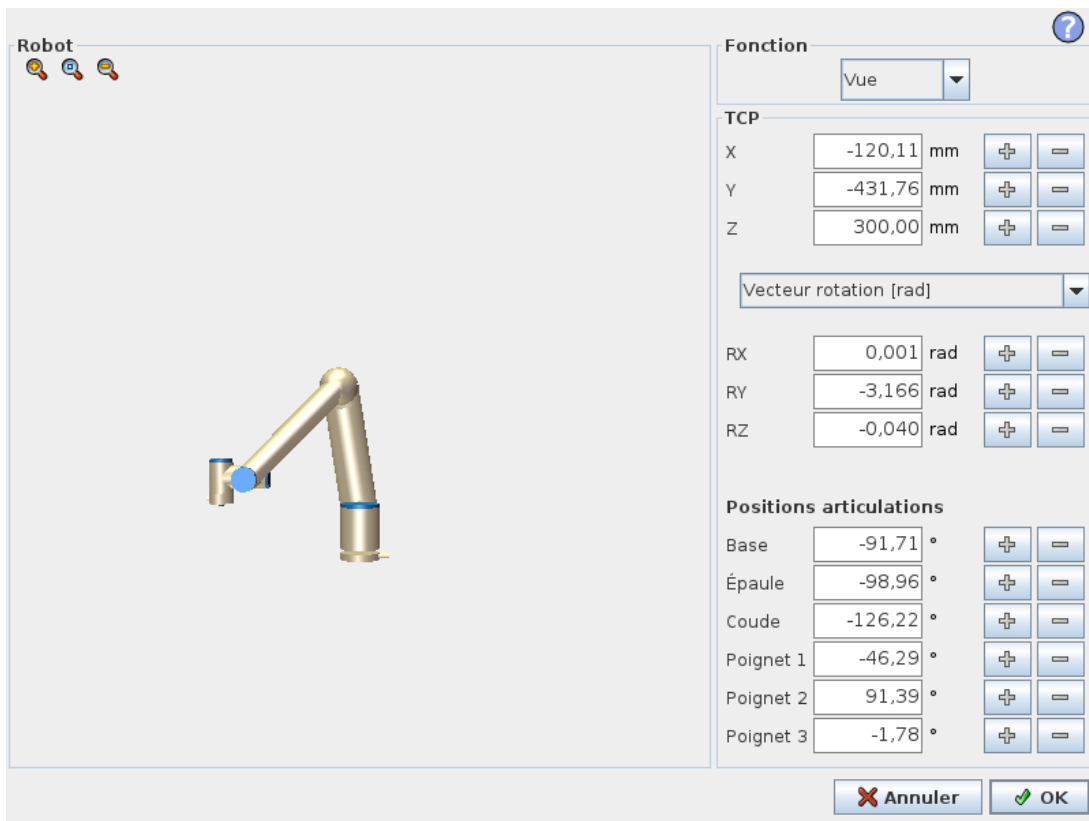 Robot
?
Fonction
Vue
TCP
X -120,11 mm
Y -431,76 mm
Z 300,00 mm
Vecteur rotation [rad]
RX 0,001 rad
RY -3,166 rad
RZ -0,040 rad
Positions articulations
Base -91,71 °
Épaule -98,96 °
Coude -126,22 °
Poignet 1 -46,29 °
Poignet 2 91,39 °
Poignet 3 -1,78 °
Annuler OK